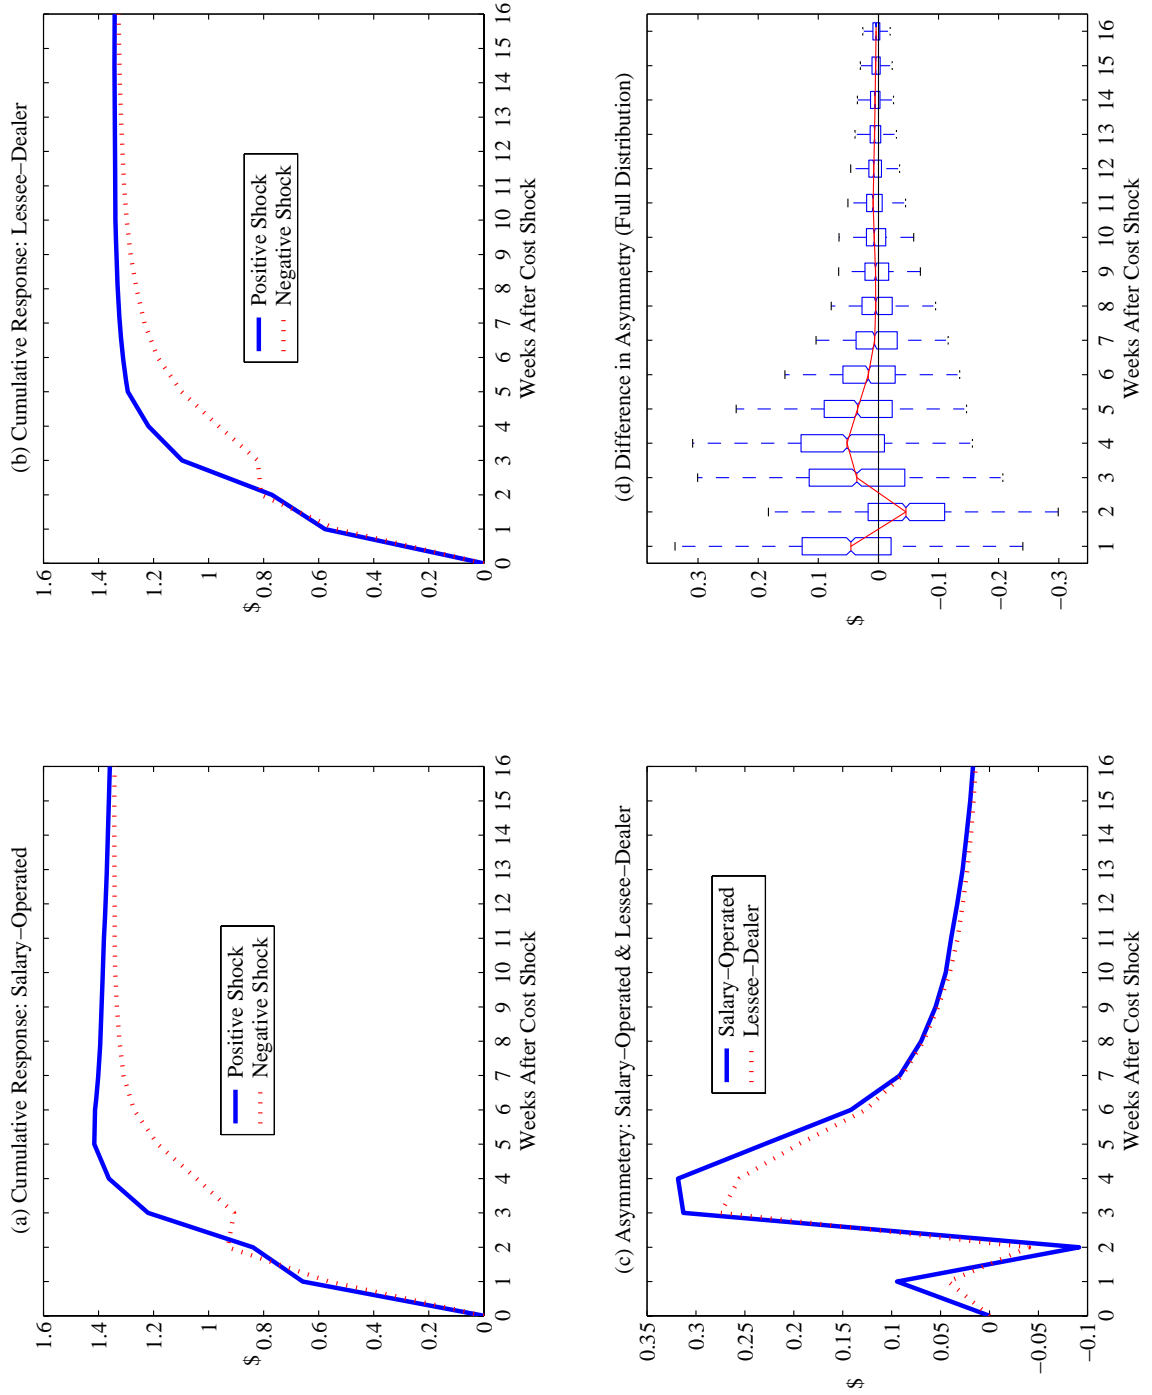 (a) Cumulative Response: Salary−Operated
1.6
1.4
1.2
1
0.8
0.6
0.4
0.2
0
$
Positive Shock
Negative Shock
0 1 2 3 4 5 6 7 8 9 10 11 12 13 14 15 16
Weeks After Cost Shock
(b) Cumulative Response: Lessee−Dealer
1.6
1.4
1.2
1
0.8
0.6
0.4
0.2
0
$
Positive Shock
Negative Shock
0 1 2 3 4 5 6 7 8 9 10 11 12 13 14 15 16
Weeks After Cost Shock
(c) Asymmetery: Salary−Operated & Lessee−Dealer
0.35
0.3
0.25
0.2
0.15
0.1
0.05
0
−0.05
−0.1
$
Salary−Operated
Lessee−Dealer
0 1 2 3 4 5 6 7 8 9 10 11 12 13 14 15 16
Weeks After Cost Shock
(d) Difference in Asymmetry (Full Distribution)
0.3
0.2
0.1
0
−0.1
−0.2
−0.3
$
1 2 3 4 5 6 7 8 9 10 11 12 13 14 15 16
Weeks After Cost Shock